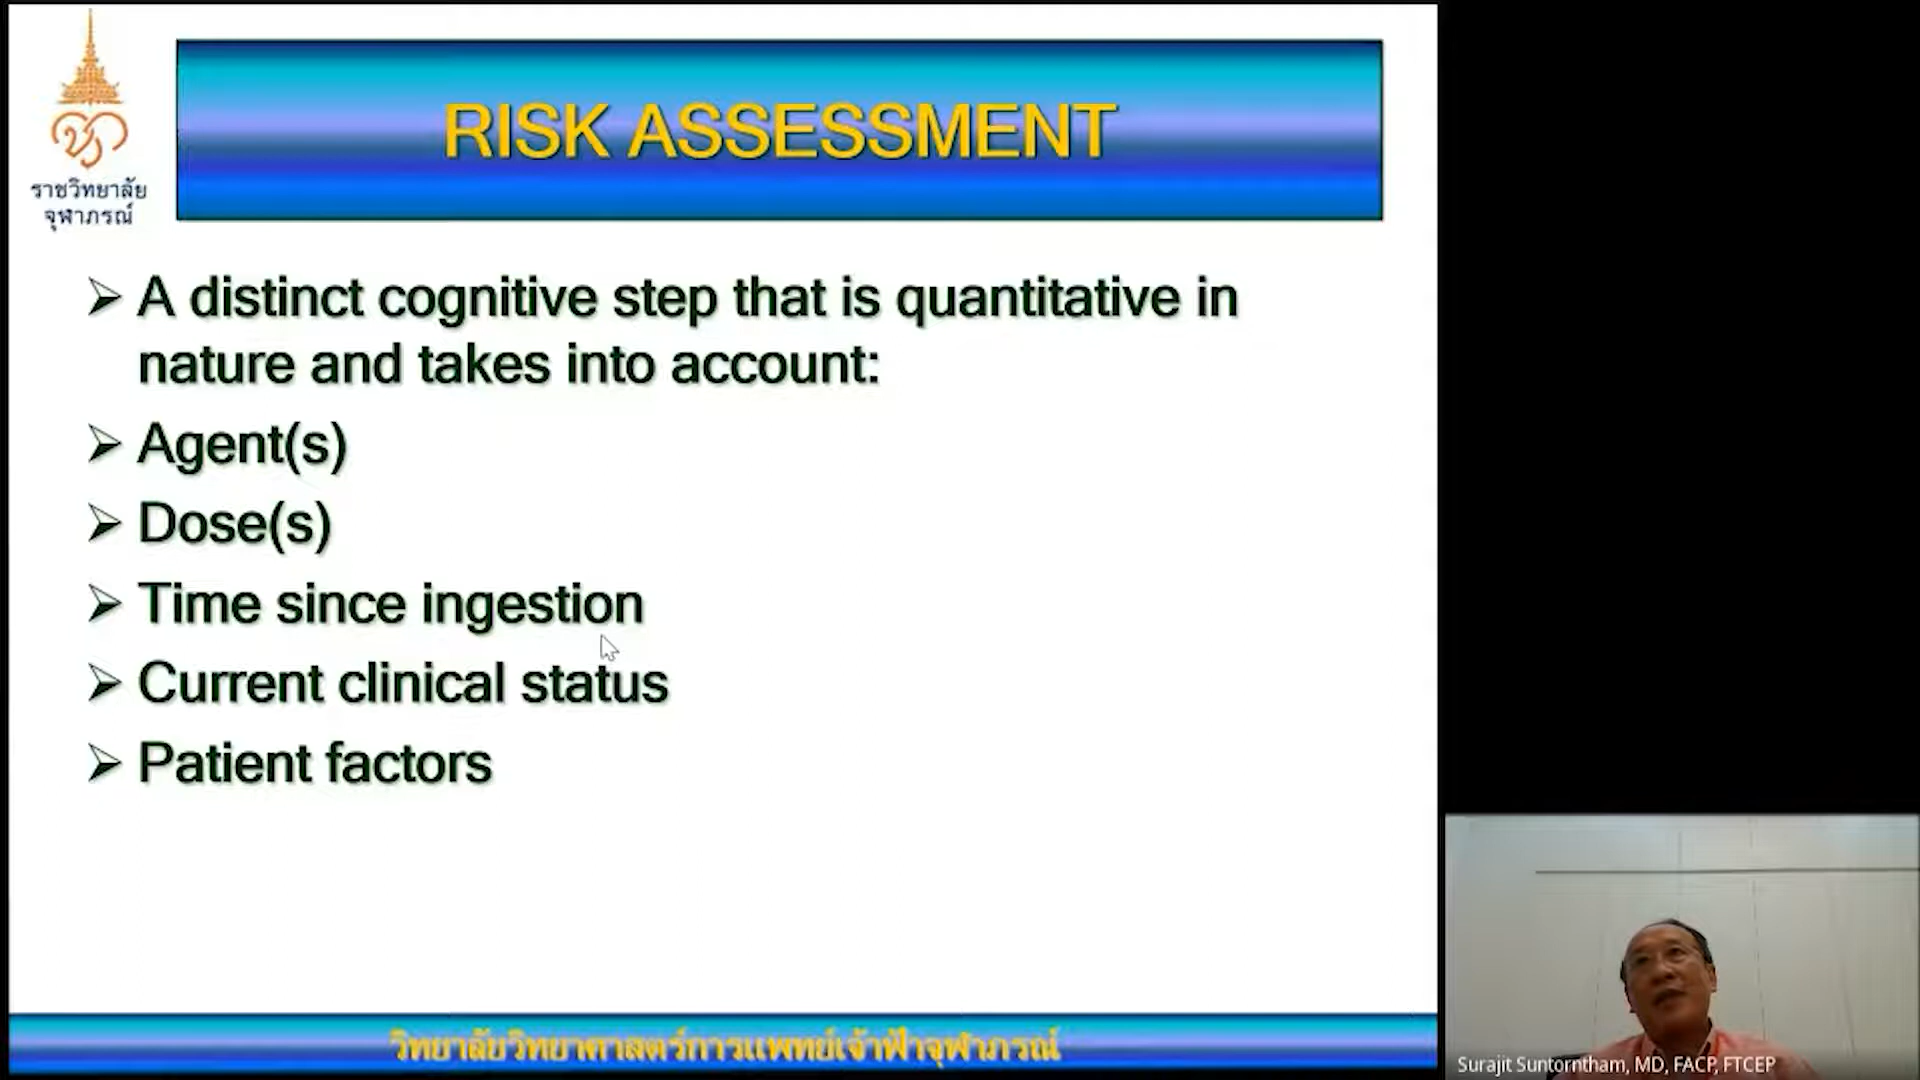 ราชวิทยาลัย
จุฬาภรณ์
RISK ASSESSMENT
A distinct cognitive step that is quantitative in
nature and takes into account:
Agent(s)
Dose(s)
Time since ingestion
Current clinical status
Patient factors
วิทยาลัยวิทยาศาสตร์การแพทย์เจ้าฟ้าจุฬาภรณ์
Surajit Suntorntham, MD, FACP, FTCEP